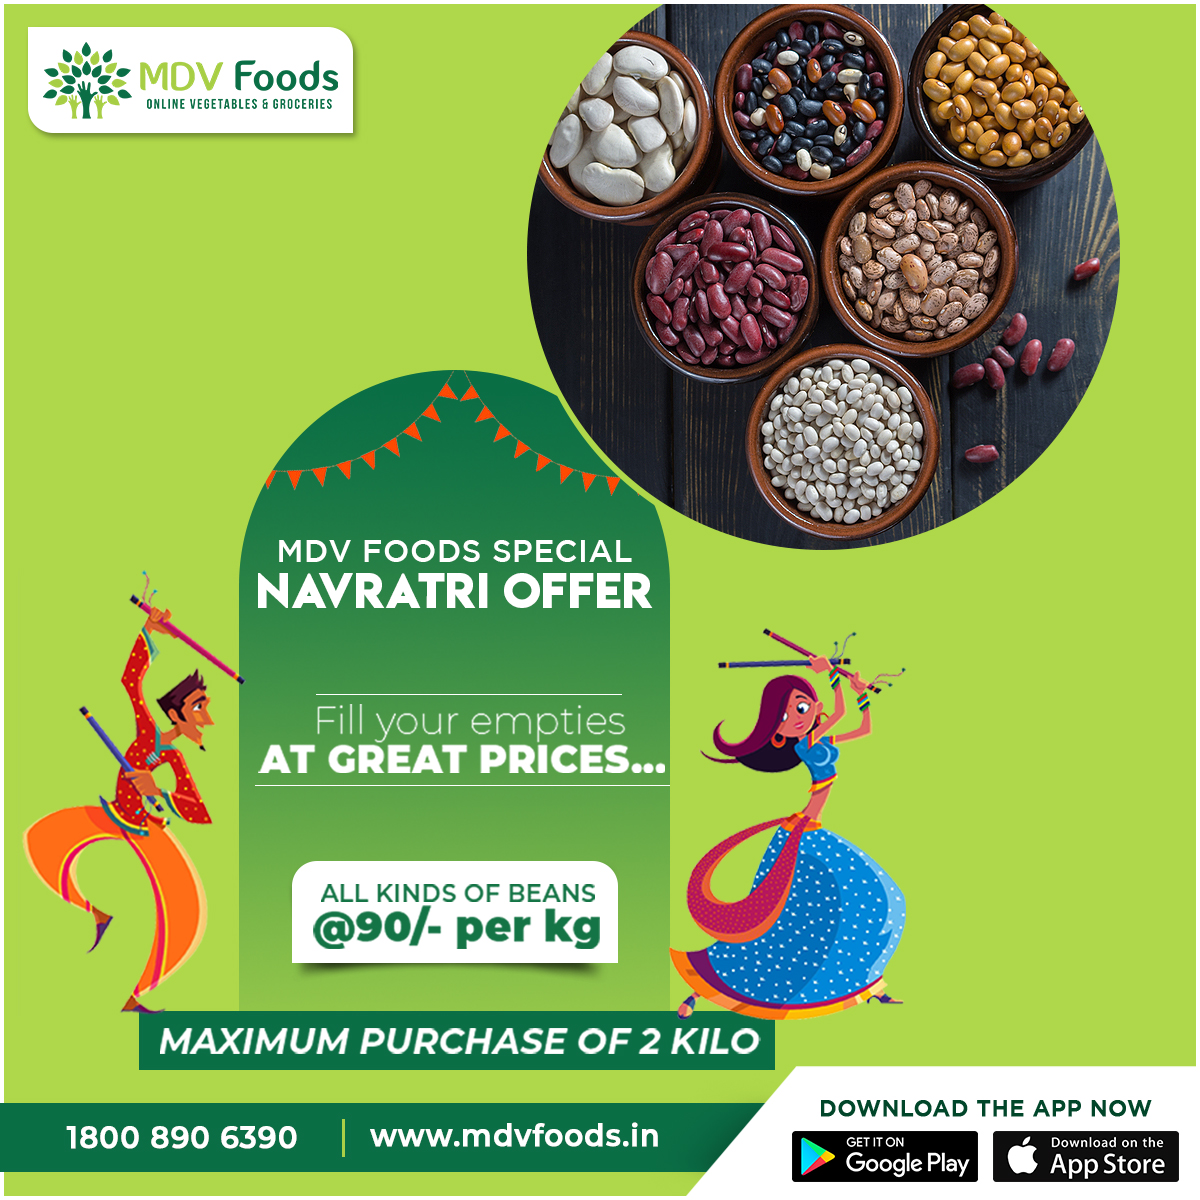 MDV Foods
ONLINE VEGETABLES & GROCERIES
MDV FOODS SPECIAL
NAVRATRI OFFER
Fill your empties
AT GREAT PRICES...
ALL KINDS OF BEANS
@90/- per kg
MAXIMUM PURCHASE OF 2 KILO
1800 890 6390
www.mdvfoods.in
DOWNLOAD THE APP NOW
GET IT ON
Google Play
Download on the
App Store